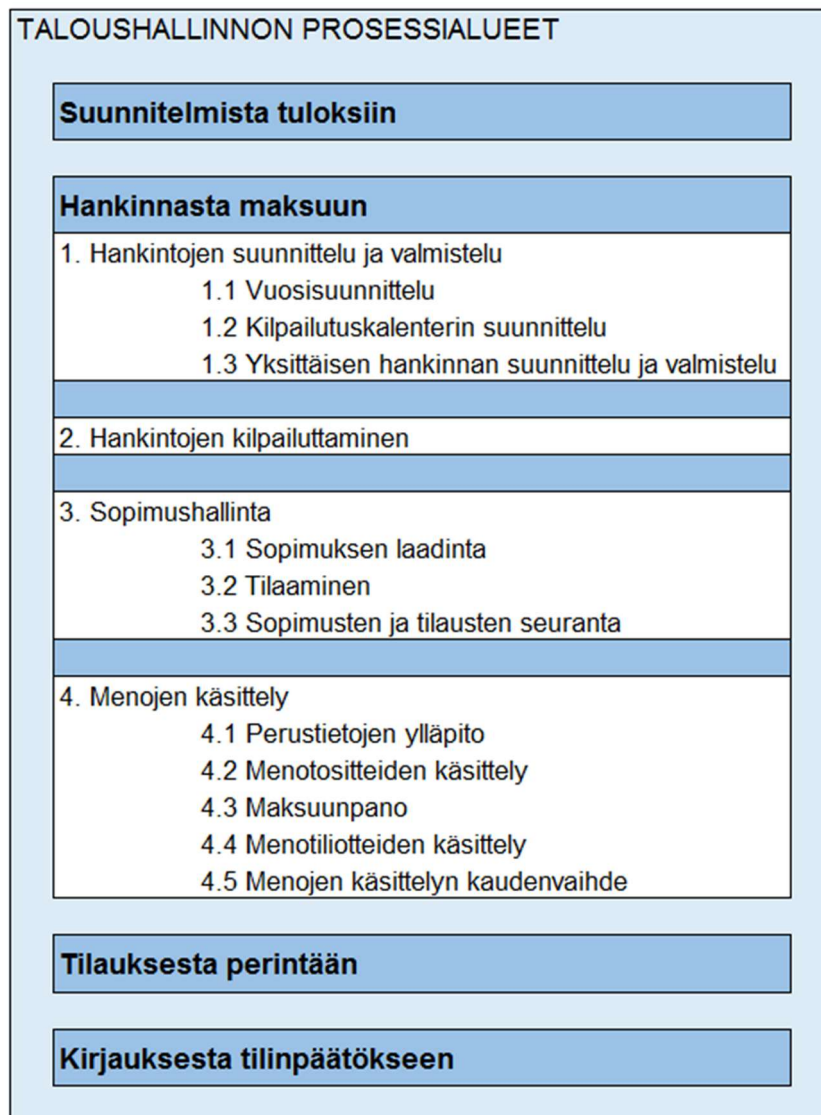 TALOUSHALLINNON PROSESSIALUEET
Suunnitelmista tuloksiin
Hankinnasta maksuun
1. Hankintojen suunnittelu ja valmistelu
1.1 Vuosisuunnittelu
1.2 Kilpailutuskalenterin suunnittelu
1.3 Yksittäisen hankinnan suunnittelu ja valmistelu
2. Hankintojen kilpailuttaminen
3. Sopimushallinta
3.1 Sopimuksen laadinta
3.2 Tilaaminen
3.3 Sopimusten ja tilausten seuranta
4. Menojen käsittely
4.1 Perustietojen ylläpito
4.2 Menotositteiden käsittely
4.3 Maksuunpano
4.4 Menotiliotteiden käsittely
4.5 Menojen käsittelyn kaudenvaihde
Tilauksesta perintään
Kirjauksesta tilinpäätökseen